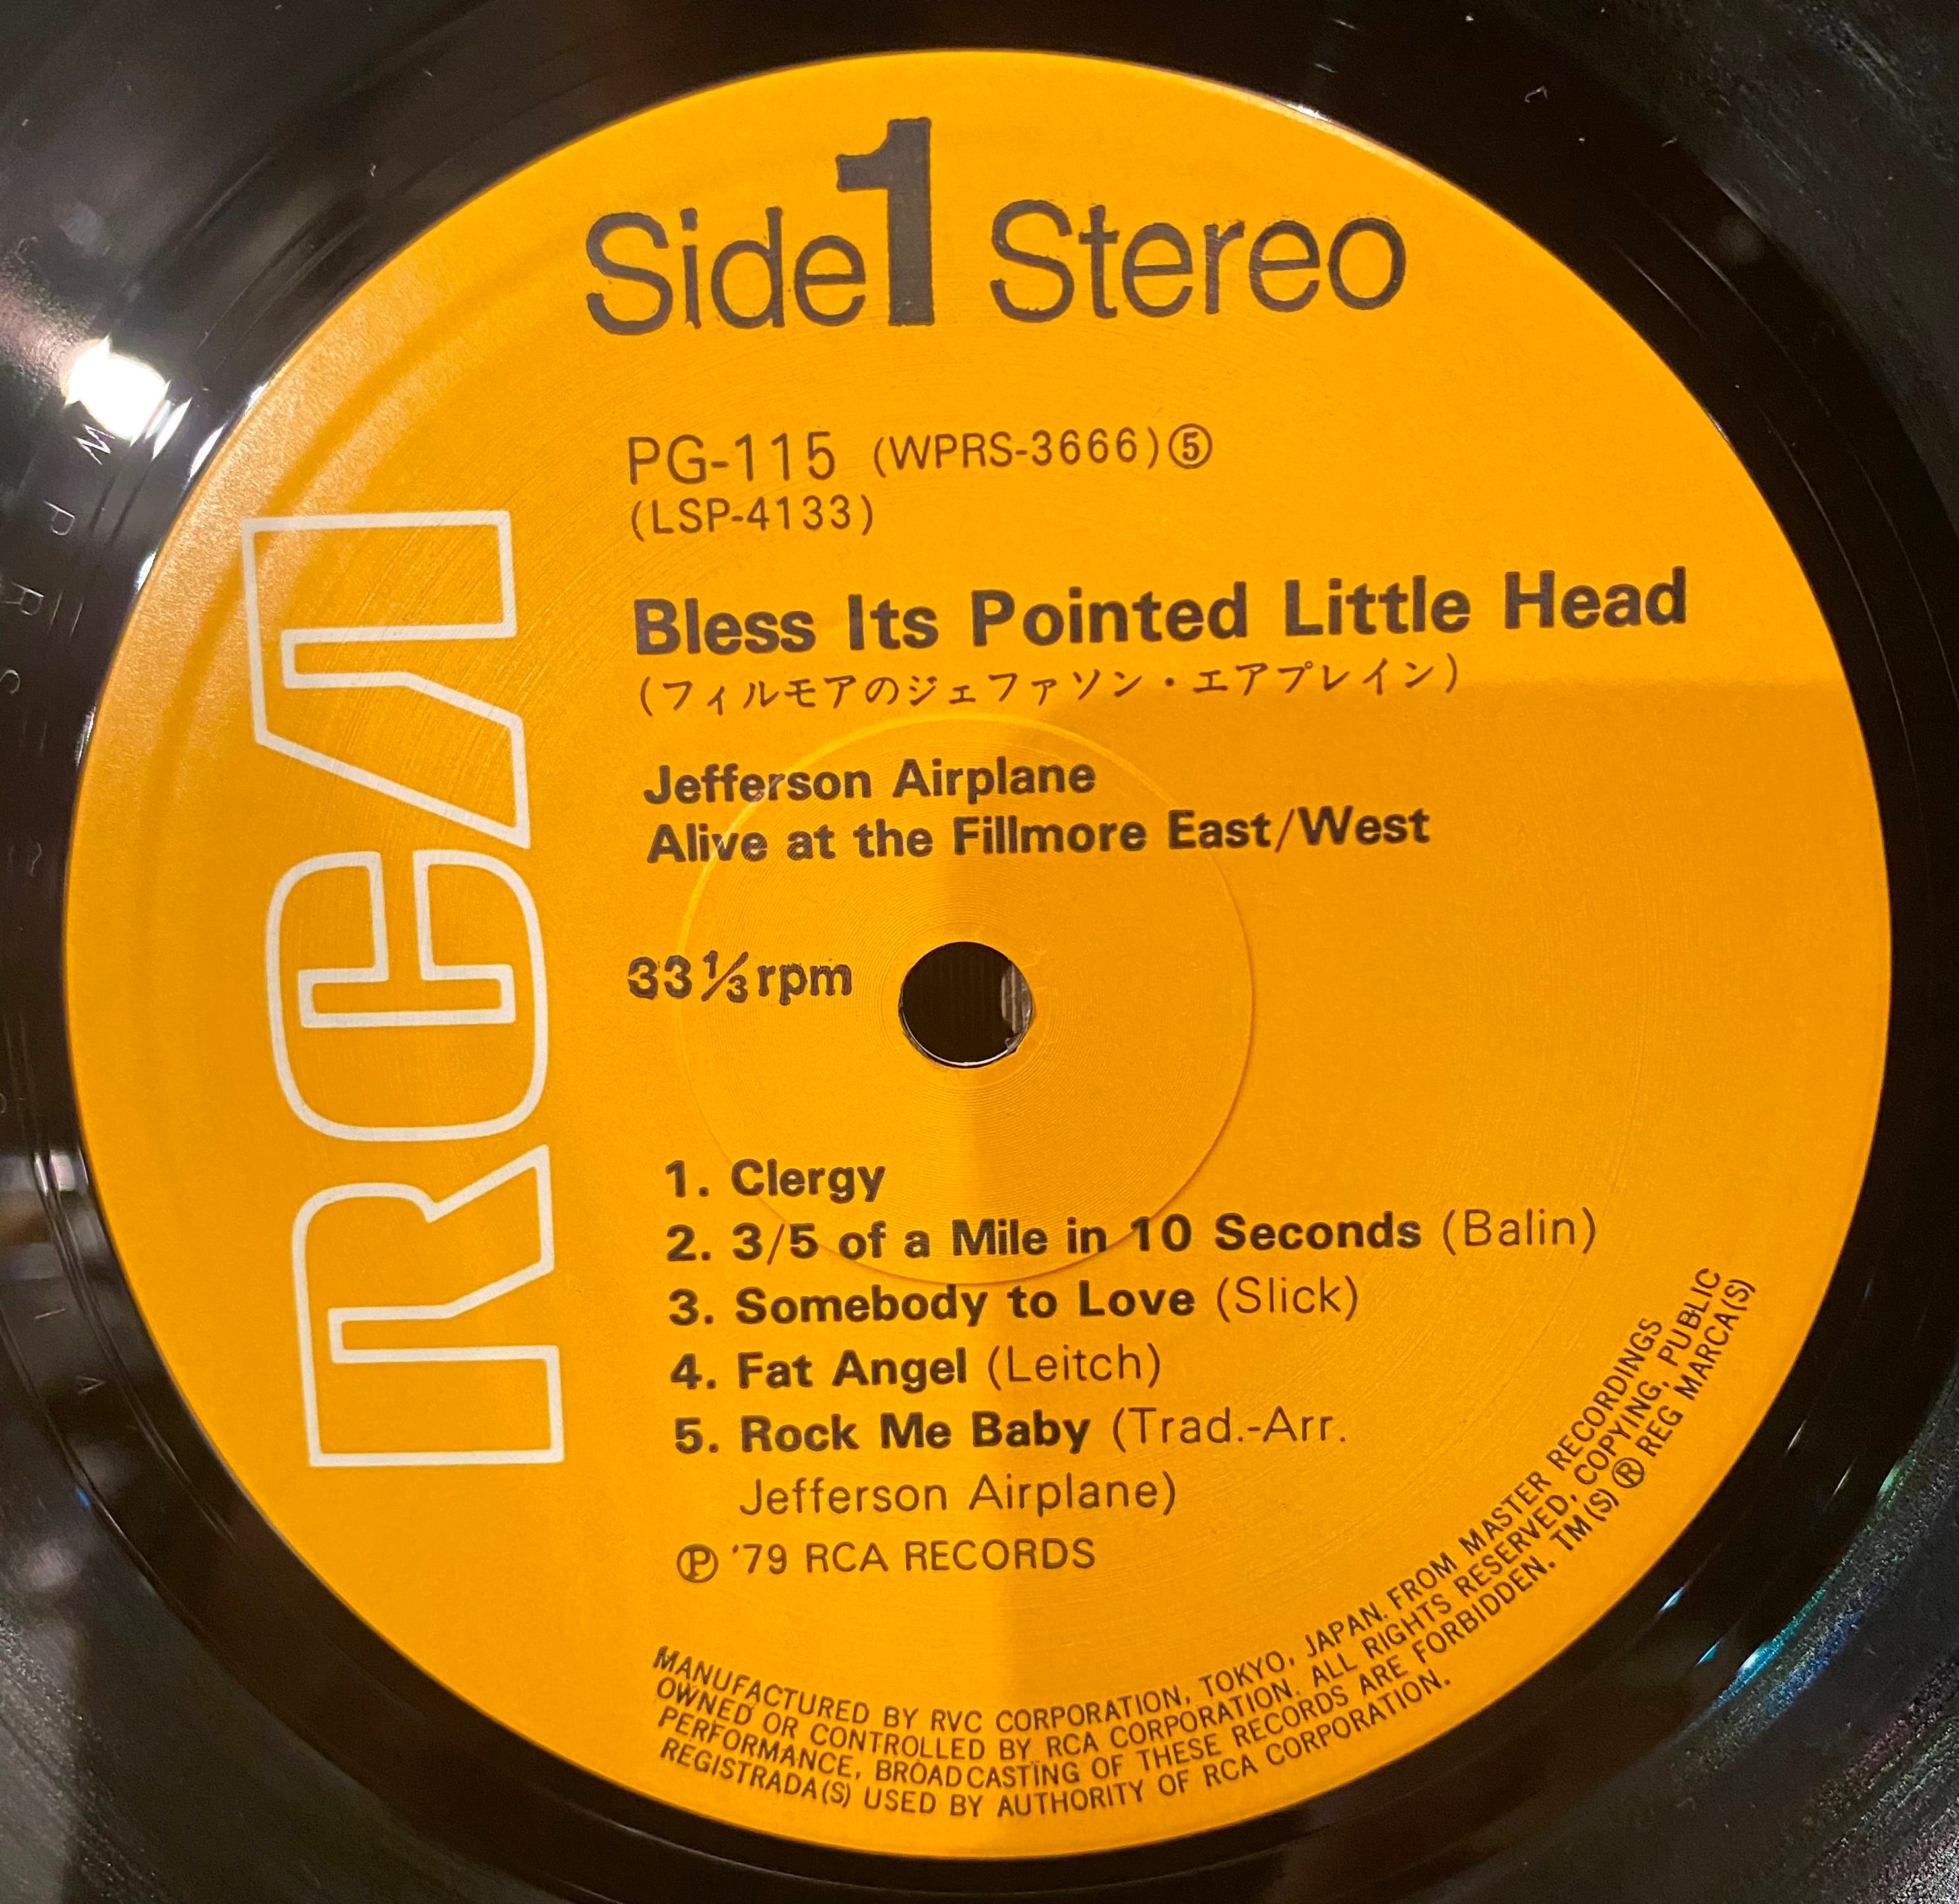 Side 1 Stereo
PG-115 (WPRS-3666)⑤
(LSP-4133)
Bless Its Pointed Little Head
(フィルモアのジェファソン・エアプレイン)
Jefferson Airplane
Alive at the Fillmore East/West
33⅓rpm
RCA
1. Clergy
2. 3/5 of a Mile in 10 Seconds (Balin)
3. Somebody to Love (Slick)
4. Fat Angel (Leitch)
5. Rock Me Baby (Trad.-Arr.
Jefferson Airplane)
Ⓟ '79 RCA RECORDS
MANUFACTURED BY RVC CORPORATION, TOKYO, JAPAN. FROM MASTER RECORDINGS
OWNED OR CONTROLLED BY RCA CORPORATION. ALL RIGHTS RESERVED, COPYING, PUBLIC
PERFORMANCE, BROADCASTING OF THESE RECORDS ARE FORBIDDEN. TM(S) ® REG MARCA(S)
REGISTRADA(S) USED BY AUTHORITY OF RCA CORPORATION.
W P R S